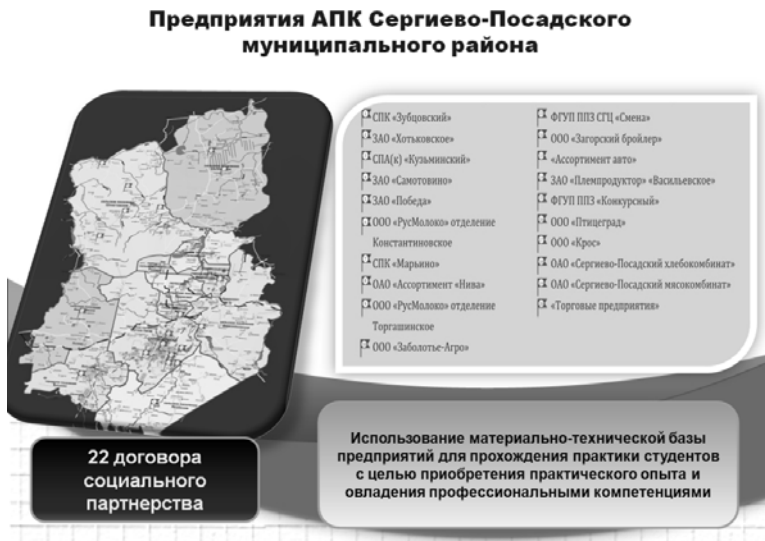 Предприятия АПК Сергиево-Посадского
муниципального района
СПК «Зубцовский»
ЗАО «Хотьковское»
СПА(к) «Кузьминский»
ЗАО «Самотовино»
ЗАО «Победа»
ООО «РусМолоко» отделение
Константиновское
СПК «Марьино»
ОАО «Ассортимент «Нива»
ООО «РусМолоко» отделение
Торгашинское
ООО «Заболотье-Агро»
ФГУП ППЗ СГЦ «Смена»
ООО «Загорский бройлер»
«Ассортимент авто»
ЗАО «Племпродуктор» «Васильевское»
ФГУП ППЗ «Конкурсный»
ООО «Птицеград»
ООО «Крос»
ОАО «Сергиево-Посадский хлебокомбинат»
ОАО «Сергиево-Посадский мясокомбинат»
«Торговые предприятия»
22 договора
социального
партнерства
Использование материально-технической базы
предприятий для прохождения практики студентов
с целью приобретения практического опыта и
овладения профессиональными компетенциями